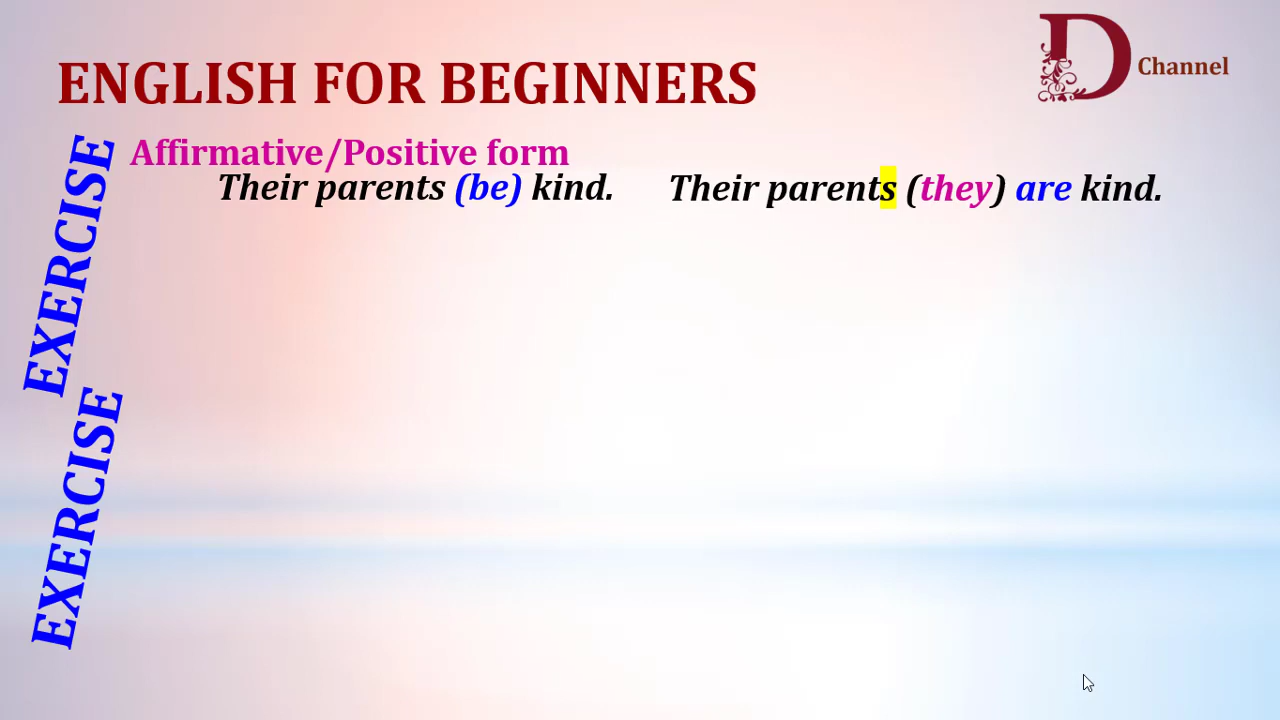 ENGLISH FOR BEGINNERS
D Channel
Affirmative/Positive form
Their parents (be) kind. Their parents (they) are kind.
EXERCISE
EXERCISE